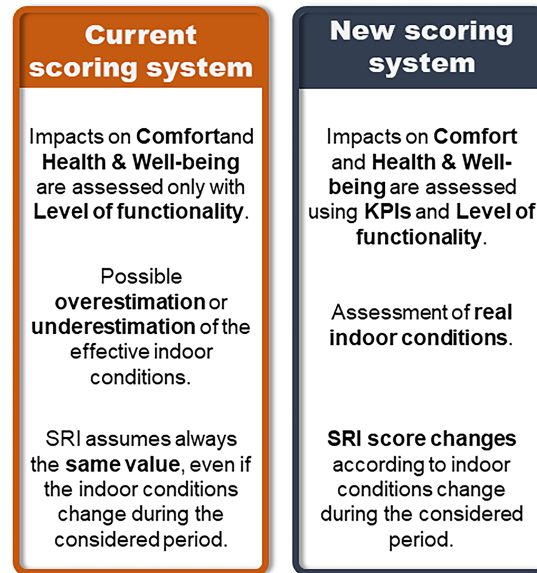 Current
scoring system
Impacts on Comfortand
Health & Well-being
are assessed only with
Level of functionality.
Possible
overestimation or
underestimation of the
effective indoor
conditions.
SRI assumes always
the same value, even if
the indoor conditions
change during the
considered period.
New scoring
system
Impacts on Comfort
and Health & Well-
being are assessed
using KPIs and Level of
functionality.
Assessment of real
indoor conditions.
SRI score changes
according to indoor
conditions change
during the considered
period.